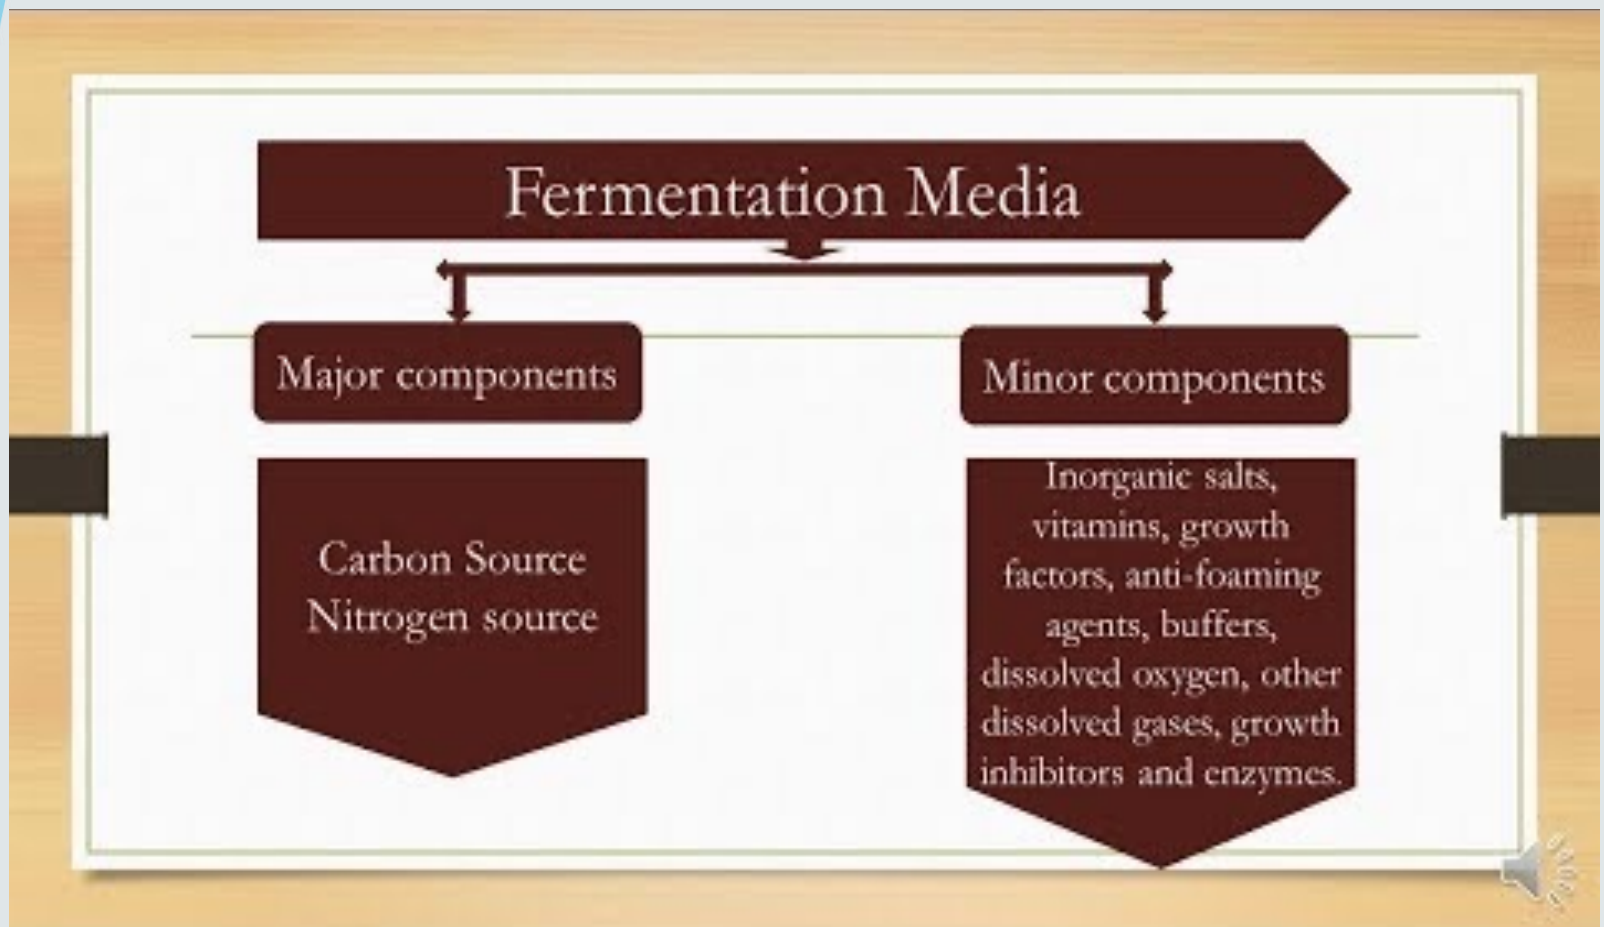 Fermentation Media
Major components
Minor components
Carbon Source
Nitrogen source
Inorganic salts,
vitamins, growth
factors, anti-foaming
agents, buffers,
dissolved oxygen, other
dissolved gases, growth
inhibitors and enzymes.